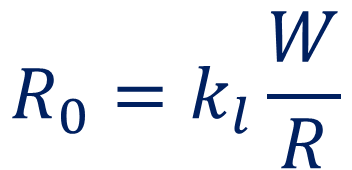 R₀ = kₗ W/R